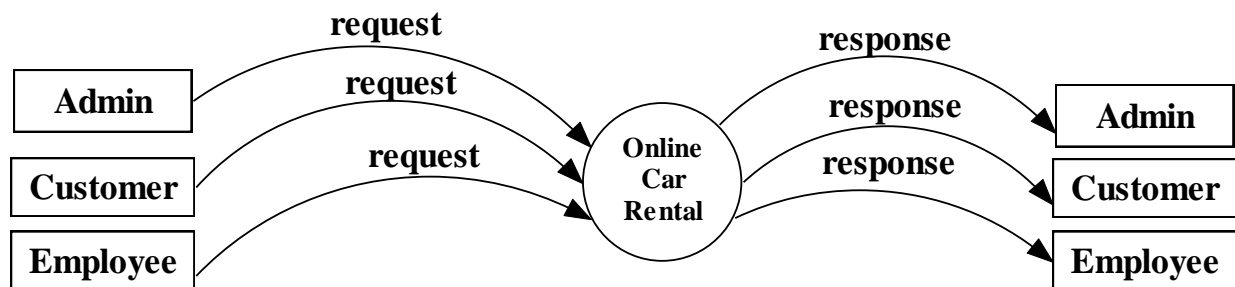 request
response
Admin
request
response
Admin
Customer
request
Online
Car
Rental
response
Customer
Employee
Employee